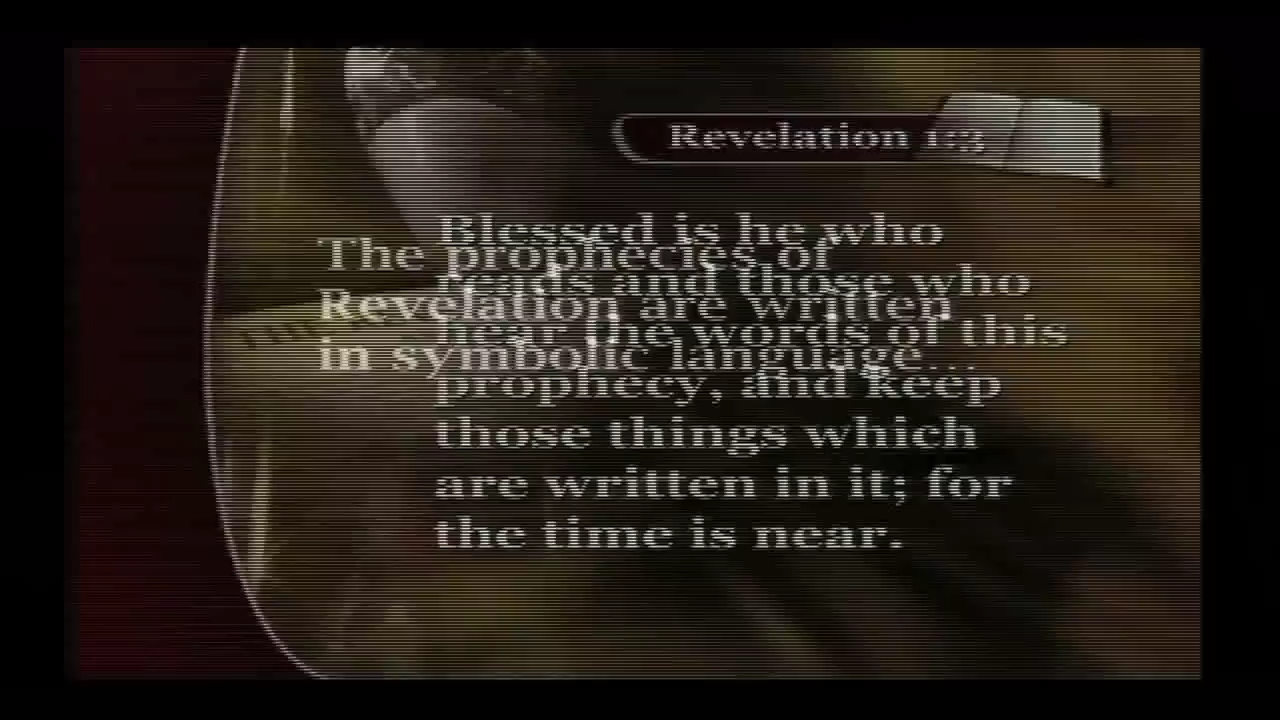 Revelation 1:3
Blessed is he who
The prophecies of
reads and those who
Revelation are written
hear the words of this
in symbolic language...
prophecy, and keep
those things which
are written in it; for
the time is near.